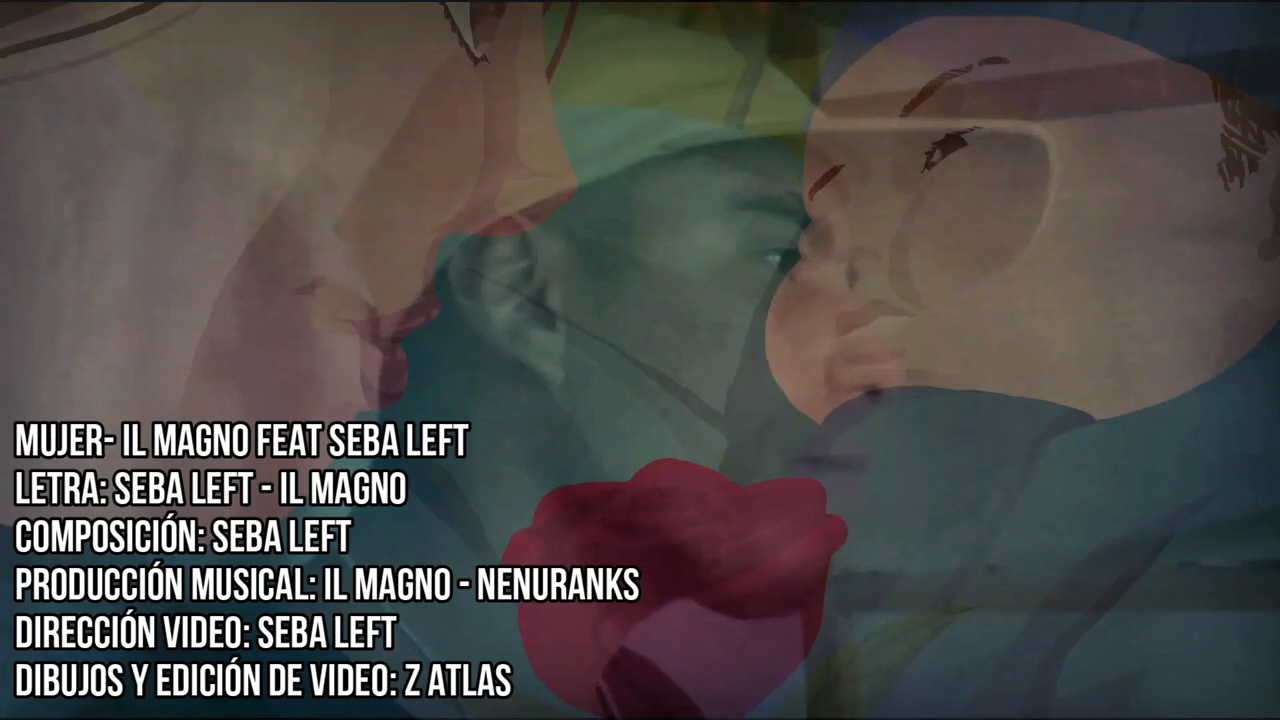 MUJER- IL MAGNO FEAT SEBA LEFT
LETRA: SEBA LEFT - IL MAGNO
COMPOSICIÓN: SEBA LEFT
PRODUCCIÓN MUSICAL: IL MAGNO - NENURANKS
DIRECCIÓN VIDEO: SEBA LEFT
DIBUJOS Y EDICIÓN DE VIDEO: Z ATLAS